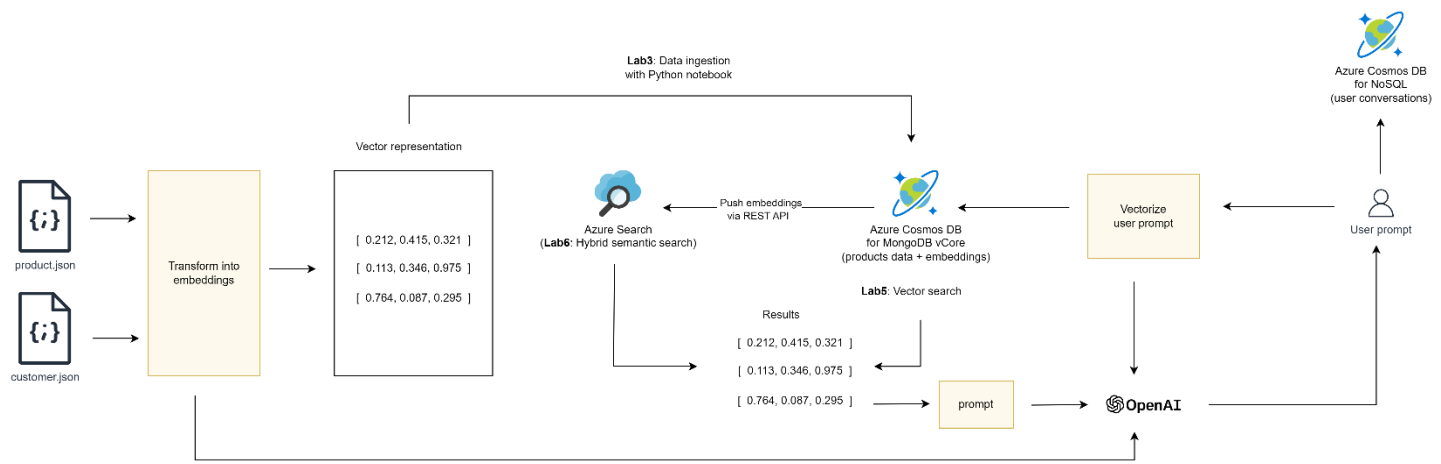 Lab3: Data ingestion
with Python notebook
Azure Cosmos DB
for NoSQL
(user conversations)
Vector representation
product.json
customer.json
Transform into
embeddings
[ 0.212, 0.415, 0.321 ]
[ 0.113, 0.346, 0.975 ]
[ 0.764, 0.087, 0.295 ]
Azure Search
(Lab6: Hybrid semantic search)
Push embeddings
via REST API
Azure Cosmos DB
for MongoDB vCore
(products data + embeddings)
Lab5: Vector search
Vectorize
user prompt
User prompt
Results
[ 0.212, 0.415, 0.321 ]
[ 0.113, 0.346, 0.975 ]
[ 0.764, 0.087, 0.295 ]
prompt
OpenAI